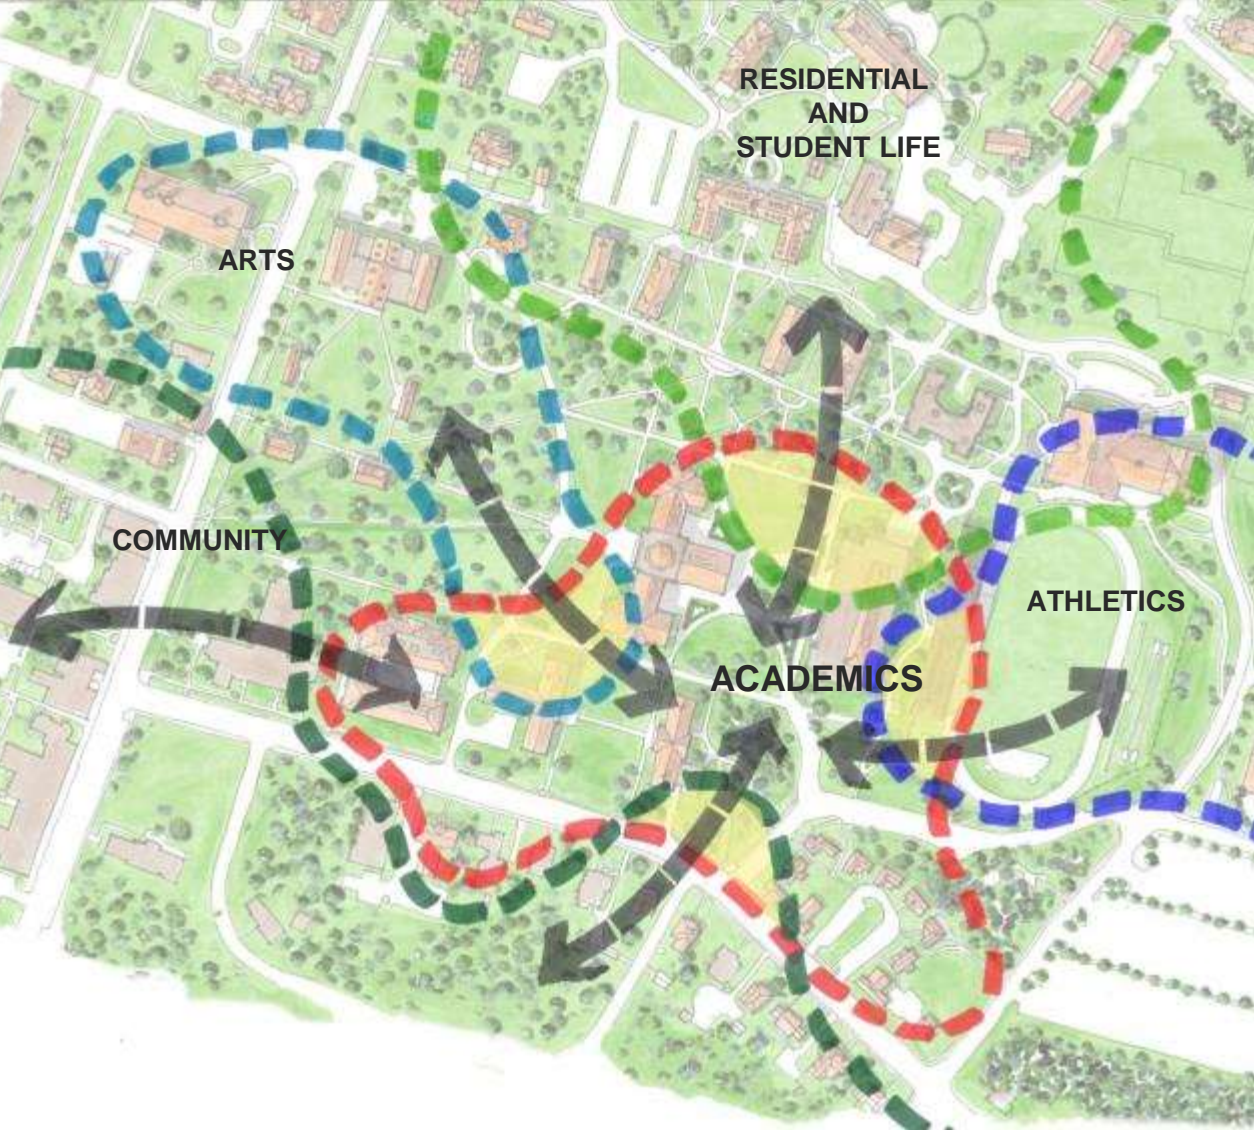 RESIDENTIAL
AND
STUDENT LIFE
ARTS
COMMUNITY
ATHLETICS
ACADEMICS